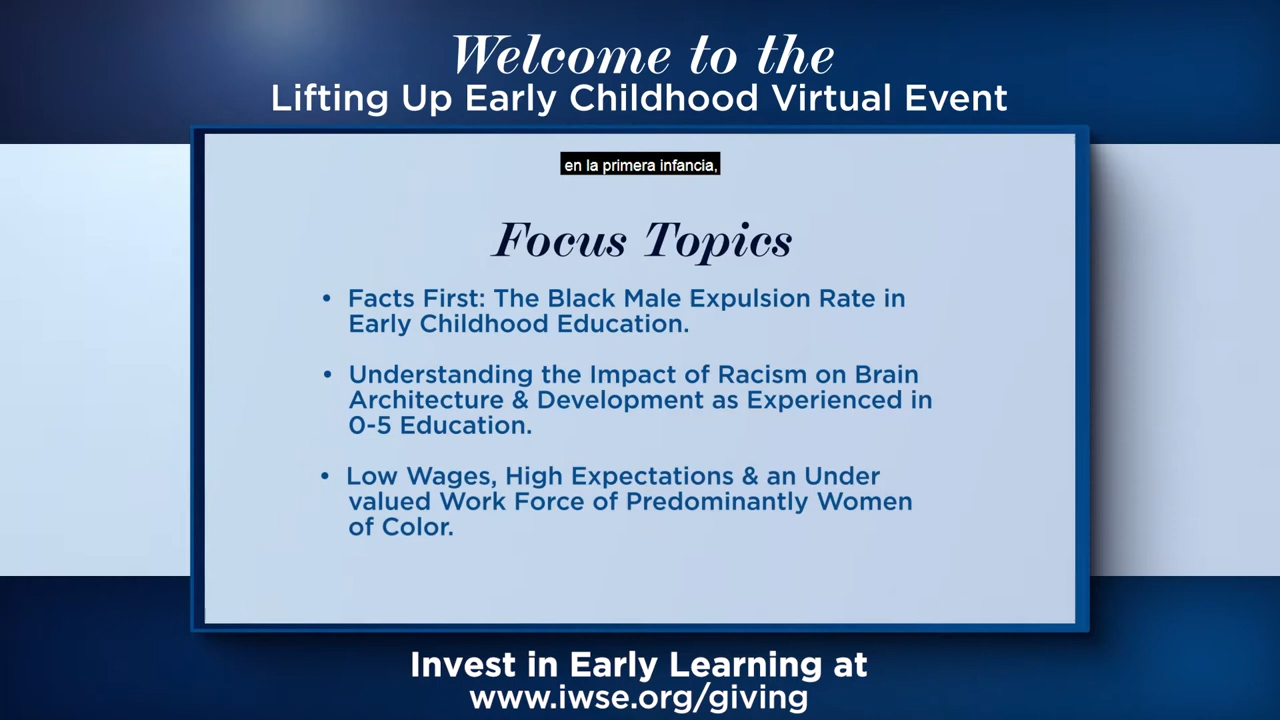 Welcome to the
Lifting Up Early Childhood Virtual Event
en la primera infancia,
Focus Topics
• Facts First: The Black Male Expulsion Rate in
Early Childhood Education.
• Understanding the Impact of Racism on Brain
Architecture & Development as Experienced in
0-5 Education.
• Low Wages, High Expectations & an Under
valued Work Force of Predominantly Women
of Color.
Invest in Early Learning at
www.iwse.org/giving